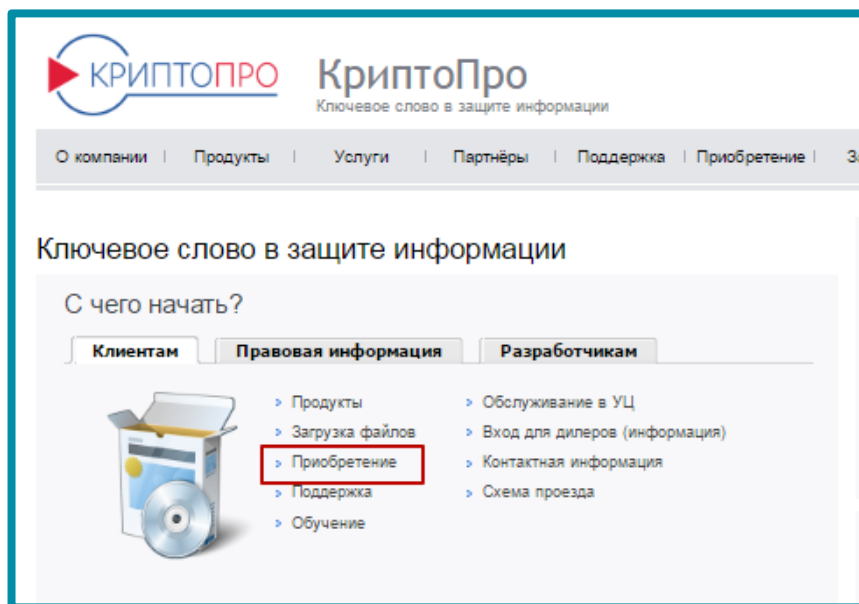 КРИПТОПРО
КриптоПро
Ключевое слово в защите информации
О компании | Продукты | Услуги | Партнёры | Поддержка | Приобретение |
Ключевое слово в защите информации
С чего начать?
Клиентам Правовая информация Разработчикам
Продукты
Загрузка файлов
Приобретение
Поддержка
Обучение
Обслуживание в УЦ
Вход для дилеров (информация)
Контактная информация
Схема проезда